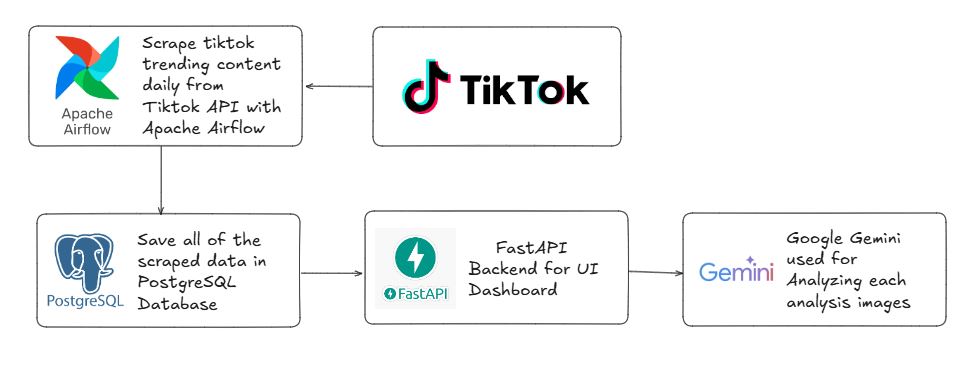 Scrape tiktok
trending content
daily from
Tiktok API with
Apache Airflow
Apache
Airflow
TikTok
PostgreSQL
Save all of the
scraped data in
PostgreSQL
Database
FastAPI
FastAPI
Backend for UI
Dashboard
Gemini
Google Gemini
used for
Analyzing each
analysis images